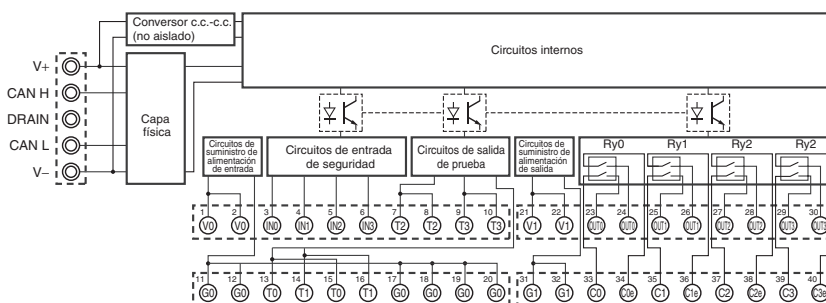 Conversor c.c.-c.c.
(no aislado)
Circuitos internos
V+
CAN H
DRAIN
CAN L
V–
Capa
física
Circuitos de
suministro de
alimentación
de entrada
Circuitos de entrada
de seguridad
Circuitos de salida
de prueba
Circuitos de
suministro de
alimentación
de salida
Ry0 Ry1 Ry2 Ry2
1 2 3 4 5 6 7 8 9 10 21 22 23 24 25 26 27 28 29 30
V0 V0 IN0 IN1 IN2 IN3 T2 T2 T3 T3 V1 V1 OUT0 OUT0 OUT1 OUT1 OUT2 OUT2 OUT3 OUT3
11 12 13 14 15 16 17 18 19 20 31 32 33 34 35 36 37 38 39 40
G0 G0 T0 T1 T0 T1 G0 G0 G0 G0 G1 G1 C0 C0e C1 C1e C2 C2e C3 C3e